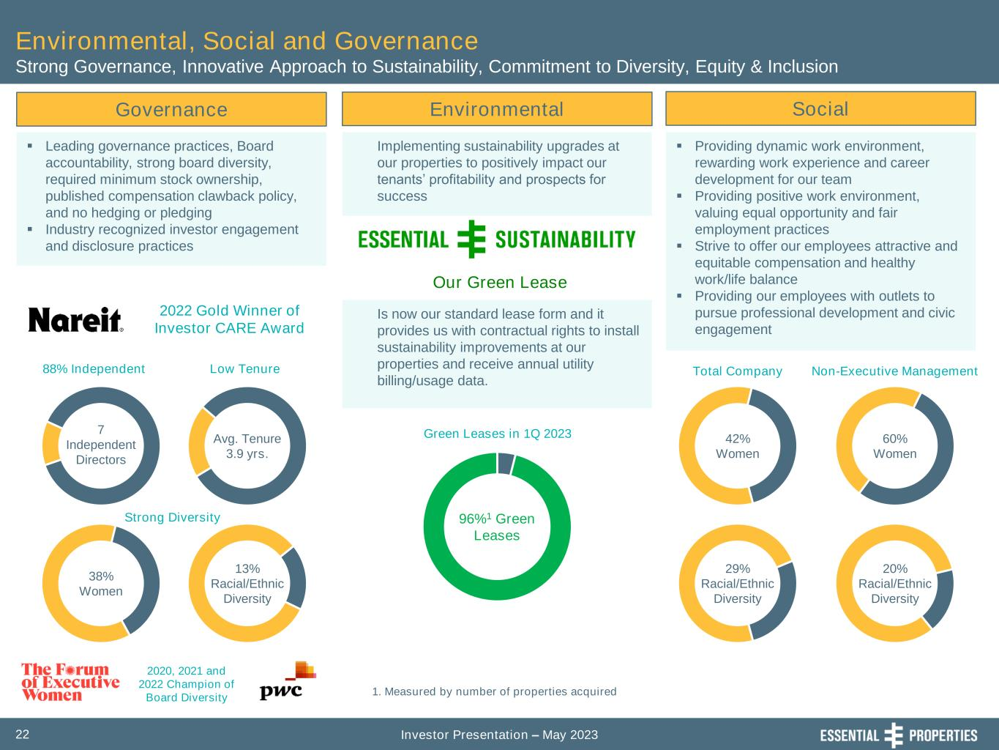 Environmental, Social and Governance
Strong Governance, Innovative Approach to Sustainability, Commitment to Diversity, Equity & Inclusion
Governance
▪ Leading governance practices, Board
accountability, strong board diversity,
required minimum stock ownership,
published compensation clawback policy,
and no hedging or pledging
▪ Industry recognized investor engagement
and disclosure practices
Nareit®
2022 Gold Winner of
Investor CARE Award
88% Independent
Low Tenure
7
Independent
Directors
Avg. Tenure
3.9 yrs.
Strong Diversity
38%
Women
13%
Racial/Ethnic
Diversity
The Forum
of Executive
Women
2020, 2021 and
2022 Champion of
Board Diversity
pwc
Environmental
Implementing sustainability upgrades at
our properties to positively impact our
tenants’ profitability and prospects for
success
ESSENTIAL SUSTAINABILITY
Our Green Lease
Is now our standard lease form and it
provides us with contractual rights to install
sustainability improvements at our
properties and receive annual utility
billing/usage data.
Green Leases in 1Q 2023
96%¹ Green
Leases
1. Measured by number of properties acquired
Social
▪ Providing dynamic work environment,
rewarding work experience and career
development for our team
▪ Providing positive work environment,
valuing equal opportunity and fair
employment practices
▪ Strive to offer our employees attractive and
equitable compensation and healthy
work/life balance
▪ Providing our employees with outlets to
pursue professional development and civic
engagement
Total Company
Non-Executive Management
42%
Women
60%
Women
29%
Racial/Ethnic
Diversity
20%
Racial/Ethnic
Diversity
22
Investor Presentation – May 2023
ESSENTIAL PROPERTIES